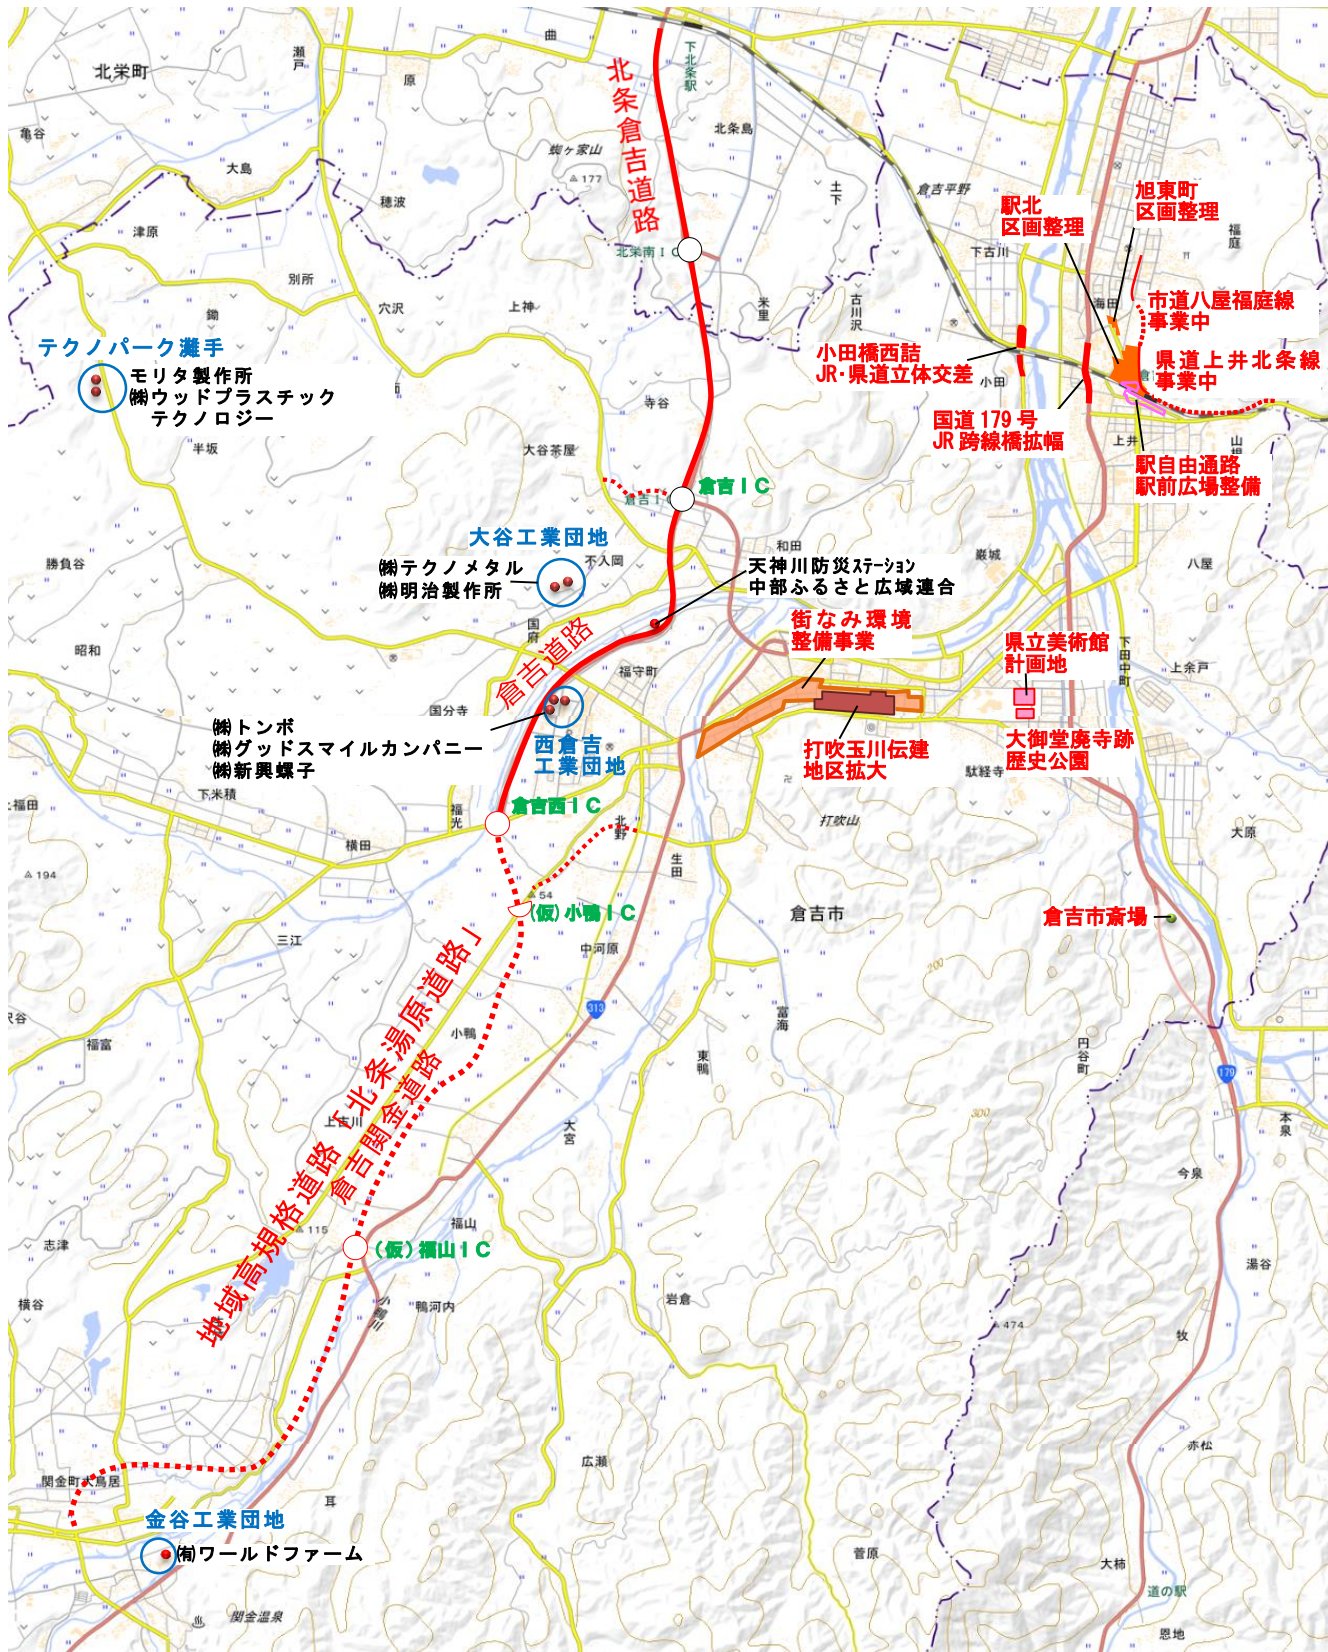 瀬戸
曲
北栄町
原
下北条駅
北条倉吉道路
北条島
亀谷
大島
蜘ヶ家山
177
穂波
土下
倉吉平野
駅北
区画整理
旭東町
区画整理
津原
福庭
北栄南IC
下古川
別所
穴沢
上神
米里
古川沢
海田
市道八屋福庭線
事業中
鋤
テクノパーク灘手
モリタ製作所
㈱ウッドプラスチック
テクノロジー
小田橋西詰
JR・県道立体交差
小田
県道上井北条線
事業中
寺谷
国道179号
JR跨線橋拡幅
上井
半坂
大谷茶屋
駅自由通路
駅前広場整備
倉吉IC
大谷工業団地
和田
巌城
㈱テクノメタル
㈱明治製作所
不入岡
勝負谷
八屋
天神川防災ステーション
中部ふるさと広域連合
国府
倉吉道路
街なみ環境
整備事業
昭和
福守町
県立美術館
計画地
下田中町
上余戸
国分寺
㈱トンボ
㈱グッドスマイルカンパニー
㈱新興螺子
西倉吉
工業団地
打吹玉川伝建
地区拡大
大御堂廃寺跡
歴史公園
駄経寺
下米積
福光
倉吉西IC
北野
打吹山
大原
横田
生田
194
54
(仮)小鴨IC
倉吉市
倉吉市斎場
三江
中河原
200
地域高規格道路「北条湯原道路」
313
富海
福富
小鴨
倉吉関金道路
東鴨
円谷町
179
300
上古川
大宮
本泉
今泉
115
福山
志津
(仮)福山IC
湯谷
横谷
鴨河内
小鴨川
岩倉
474
牧
広瀬
赤松
関金町大鳥居
耳
金谷工業団地
㈲ワールドファーム
菅原
大柿
道の駅
関金温泉
恩地